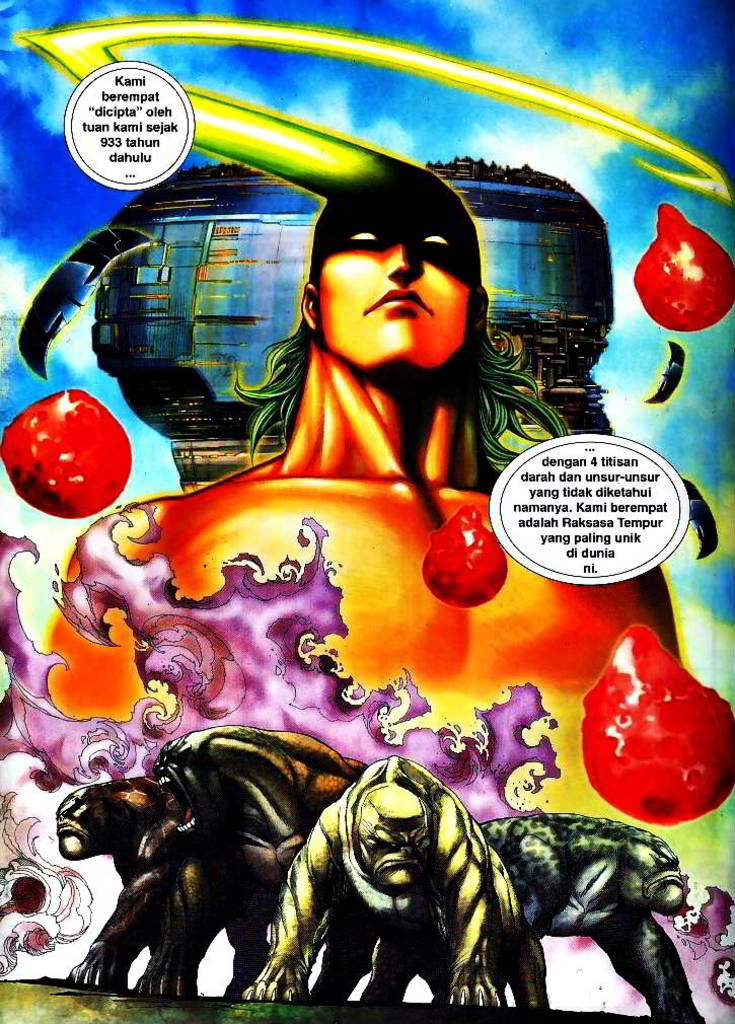 Kami
berempat
“dicipta” oleh
tuan kami sejak
933 tahun
dahulu
...
...
dengan 4 titisan
darah dan unsur-unsur
yang tidak diketahui
namanya. Kami berempat
adalah Raksasa Tempur
yang paling unik
di dunia
ni.